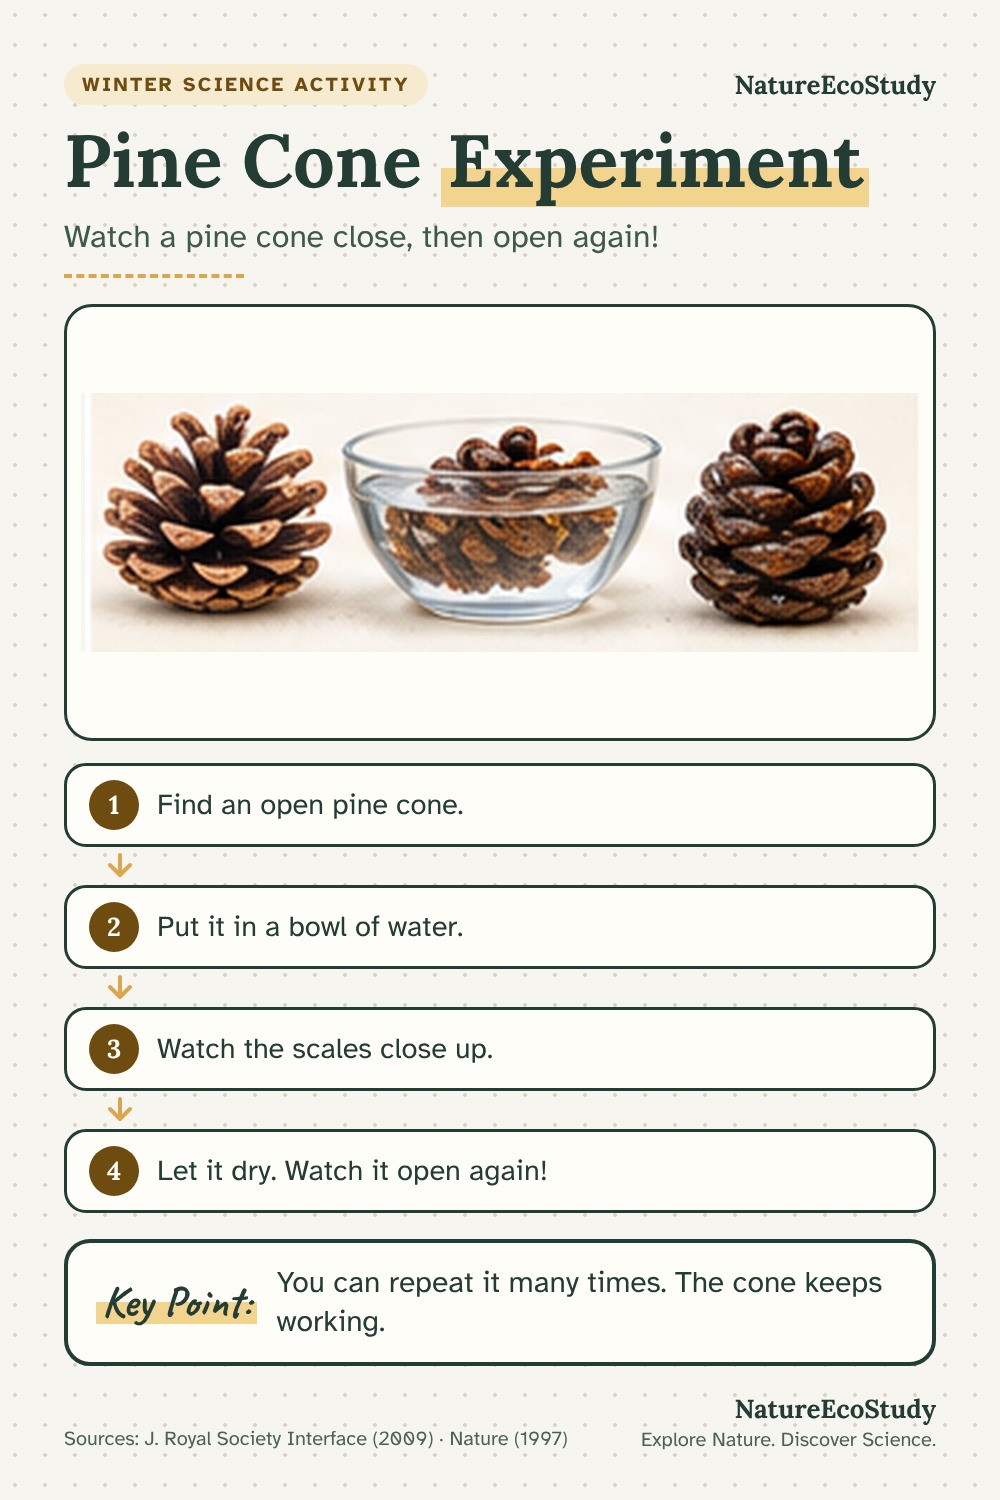 WINTER SCIENCE ACTIVITY
NatureEcoStudy
Pine Cone Experiment
Watch a pine cone close, then open again!
1 Find an open pine cone.
2 Put it in a bowl of water.
3 Watch the scales close up.
4 Let it dry. Watch it open again!
Key Point: You can repeat it many times. The cone keeps
working.
NatureEcoStudy
Sources: J. Royal Society Interface (2009) · Nature (1997)
Explore Nature. Discover Science.